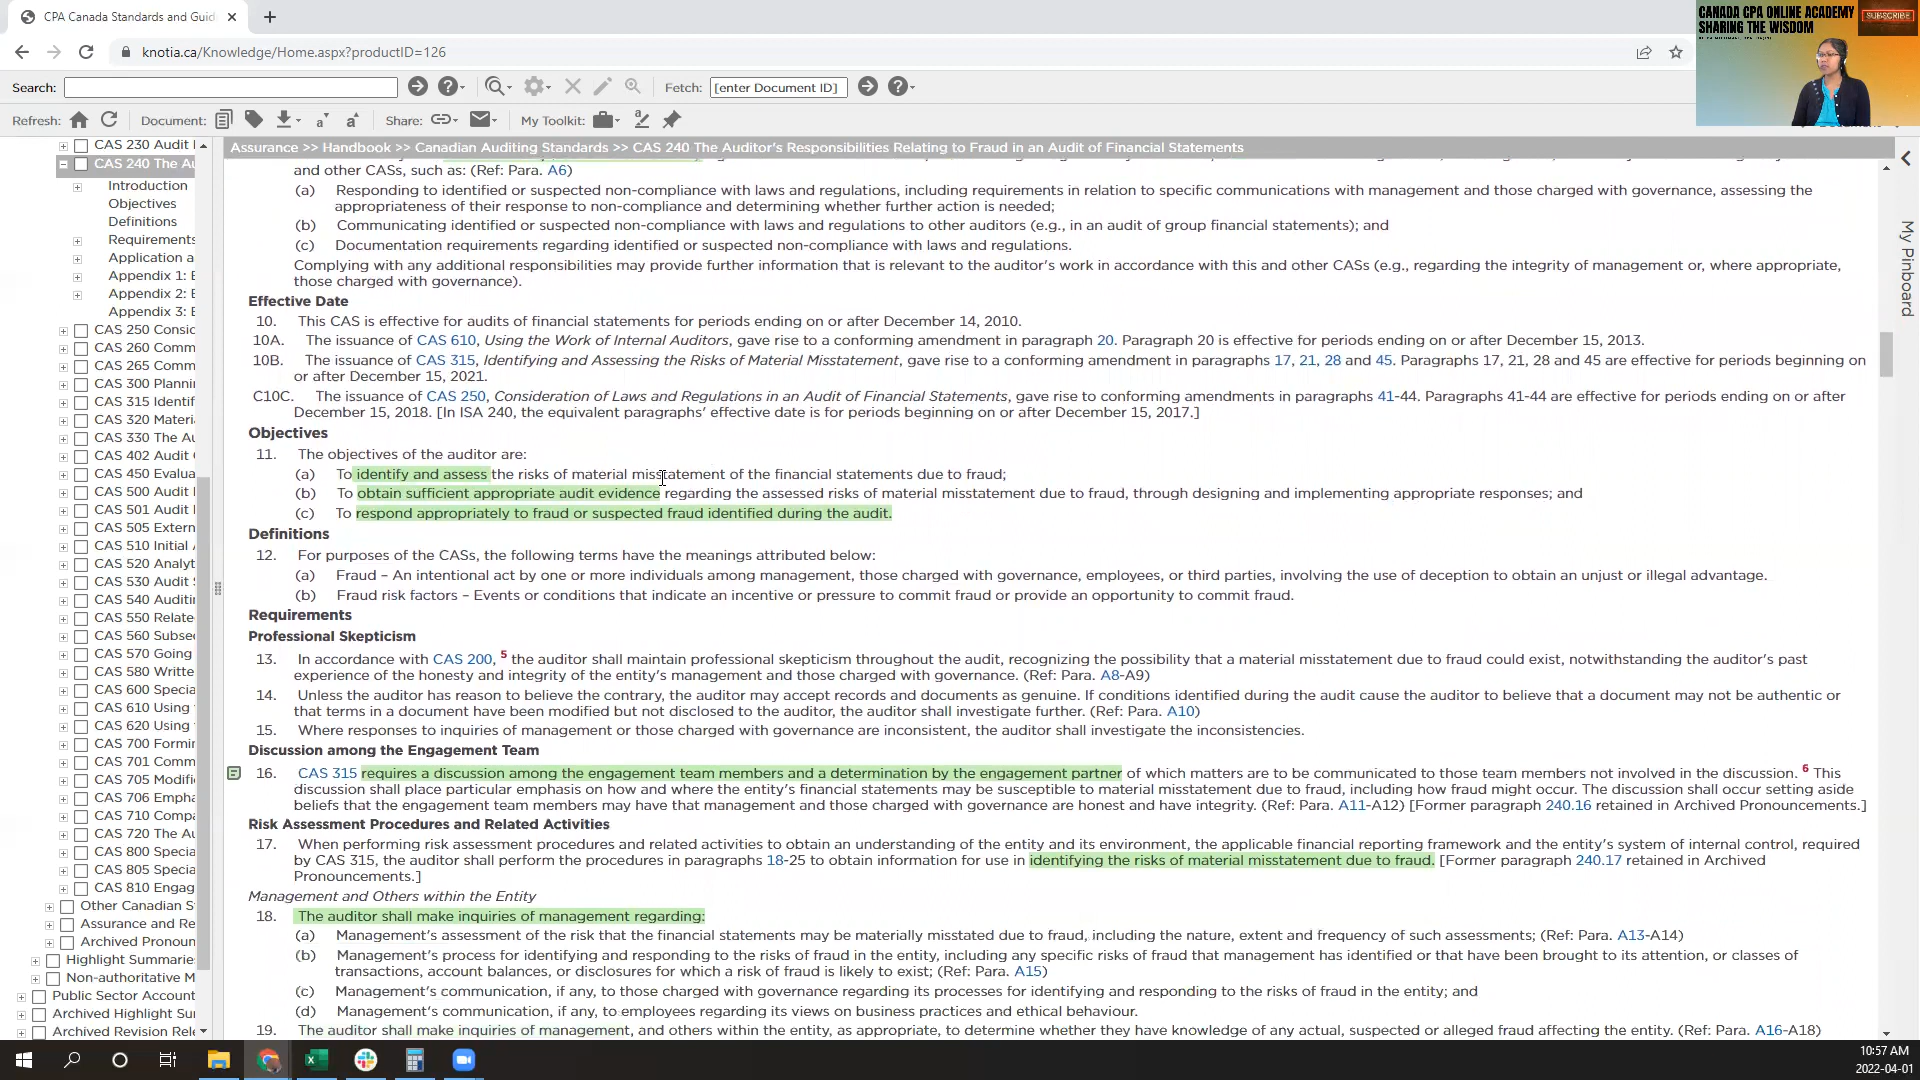 CPA Canada Standards and Guid
knotia.ca/Knowledge/Home.aspx?productID=126
CANADA CPA ONLINE ACADEMY
SHARING THE WISDOM
SUBSCRIBE
Search:
Fetch: [enter Document ID]
Refresh: Document: Share: My Toolkit:
Assurance >> Handbook >> Canadian Auditing Standards >> CAS 240 The Auditor's Responsibilities Relating to Fraud in an Audit of Financial Statements
My Pinboard
CAS 230 Audit I
CAS 240 The Au
Introduction
Objectives
Definitions
Requirements
Application a
Appendix 1: E
Appendix 2: E
Appendix 3: E
CAS 250 Consid
CAS 260 Comm
CAS 265 Comm
CAS 300 Plannin
CAS 315 Identif
CAS 320 Materi
CAS 330 The Au
CAS 402 Audit C
CAS 450 Evalua
CAS 500 Audit I
CAS 501 Audit I
CAS 505 Extern
CAS 510 Initial A
CAS 520 Analyt
CAS 530 Audit S
CAS 540 Auditin
CAS 550 Relate
CAS 560 Subse
CAS 570 Going
CAS 580 Writte
CAS 600 Specia
CAS 610 Using t
CAS 620 Using
CAS 700 Formin
CAS 701 Comm
CAS 705 Modifi
CAS 706 Empha
CAS 710 Compa
CAS 720 The Au
CAS 800 Specia
CAS 805 Specia
CAS 810 Engag
Other Canadian S
Assurance and Re
Archived Pronoun
Highlight Summarie
Non-authoritative M
Public Sector Account
Archived Highlight Sur
Archived Revision Rele
and other CASs, such as: (Ref: Para. A6)
(a) Responding to identified or suspected non-compliance with laws and regulations, including requirements in relation to specific communications with management and those charged with governance, assessing the
appropriateness of their response to non-compliance and determining whether further action is needed;
(b) Communicating identified or suspected non-compliance with laws and regulations to other auditors (e.g., in an audit of group financial statements); and
(c) Documentation requirements regarding identified or suspected non-compliance with laws and regulations.
Complying with any additional responsibilities may provide further information that is relevant to the auditor's work in accordance with this and other CASs (e.g., regarding the integrity of management or, where appropriate,
those charged with governance).
Effective Date
10. This CAS is effective for audits of financial statements for periods ending on or after December 14, 2010.
10A. The issuance of CAS 610, Using the Work of Internal Auditors, gave rise to a conforming amendment in paragraph 20. Paragraph 20 is effective for periods ending on or after December 15, 2013.
10B. The issuance of CAS 315, Identifying and Assessing the Risks of Material Misstatement, gave rise to a conforming amendment in paragraphs 17, 21, 28 and 45. Paragraphs 17, 21, 28 and 45 are effective for periods beginning on
or after December 15, 2021.
C10C. The issuance of CAS 250, Consideration of Laws and Regulations in an Audit of Financial Statements, gave rise to conforming amendments in paragraphs 41-44. Paragraphs 41-44 are effective for periods ending on or after
December 15, 2018. [In ISA 240, the equivalent paragraphs' effective date is for periods beginning on or after December 15, 2017.]
Objectives
11. The objectives of the auditor are:
(a) To identify and assess the risks of material misstatement of the financial statements due to fraud;
(b) To obtain sufficient appropriate audit evidence regarding the assessed risks of material misstatement due to fraud, through designing and implementing appropriate responses; and
(c) To respond appropriately to fraud or suspected fraud identified during the audit.
Definitions
12. For purposes of the CASs, the following terms have the meanings attributed below:
(a) Fraud – An intentional act by one or more individuals among management, those charged with governance, employees, or third parties, involving the use of deception to obtain an unjust or illegal advantage.
(b) Fraud risk factors – Events or conditions that indicate an incentive or pressure to commit fraud or provide an opportunity to commit fraud.
Requirements
Professional Skepticism
13. In accordance with CAS 200, 5 the auditor shall maintain professional skepticism throughout the audit, recognizing the possibility that a material misstatement due to fraud could exist, notwithstanding the auditor's past
experience of the honesty and integrity of the entity's management and those charged with governance. (Ref: Para. A8-A9)
14. Unless the auditor has reason to believe the contrary, the auditor may accept records and documents as genuine. If conditions identified during the audit cause the auditor to believe that a document may not be authentic or
that terms in a document have been modified but not disclosed to the auditor, the auditor shall investigate further. (Ref: Para. A10)
15. Where responses to inquiries of management or those charged with governance are inconsistent, the auditor shall investigate the inconsistencies.
Discussion among the Engagement Team
16. CAS 315 requires a discussion among the engagement team members and a determination by the engagement partner of which matters are to be communicated to those team members not involved in the discussion. 6 This
discussion shall place particular emphasis on how and where the entity's financial statements may be susceptible to material misstatement due to fraud, including how fraud might occur. The discussion shall occur setting aside
beliefs that the engagement team members may have that management and those charged with governance are honest and have integrity. (Ref: Para. A11-A12) [Former paragraph 240.16 retained in Archived Pronouncements.]
Risk Assessment Procedures and Related Activities
17. When performing risk assessment procedures and related activities to obtain an understanding of the entity and its environment, the applicable financial reporting framework and the entity's system of internal control, required
by CAS 315, the auditor shall perform the procedures in paragraphs 18-25 to obtain information for use in identifying the risks of material misstatement due to fraud. [Former paragraph 240.17 retained in Archived
Pronouncements.]
Management and Others within the Entity
18. The auditor shall make inquiries of management regarding:
(a) Management's assessment of the risk that the financial statements may be materially misstated due to fraud, including the nature, extent and frequency of such assessments; (Ref: Para. A13-A14)
(b) Management's process for identifying and responding to the risks of fraud in the entity, including any specific risks of fraud that management has identified or that have been brought to its attention, or classes of
transactions, account balances, or disclosures for which a risk of fraud is likely to exist; (Ref: Para. A15)
(c) Management's communication, if any, to those charged with governance regarding its processes for identifying and responding to the risks of fraud in the entity; and
(d) Management's communication, if any, to employees regarding its views on business practices and ethical behaviour.
19. The auditor shall make inquiries of management, and others within the entity, as appropriate, to determine whether they have knowledge of any actual, suspected or alleged fraud affecting the entity. (Ref: Para. A16-A18)
10:57 AM
2022-04-01